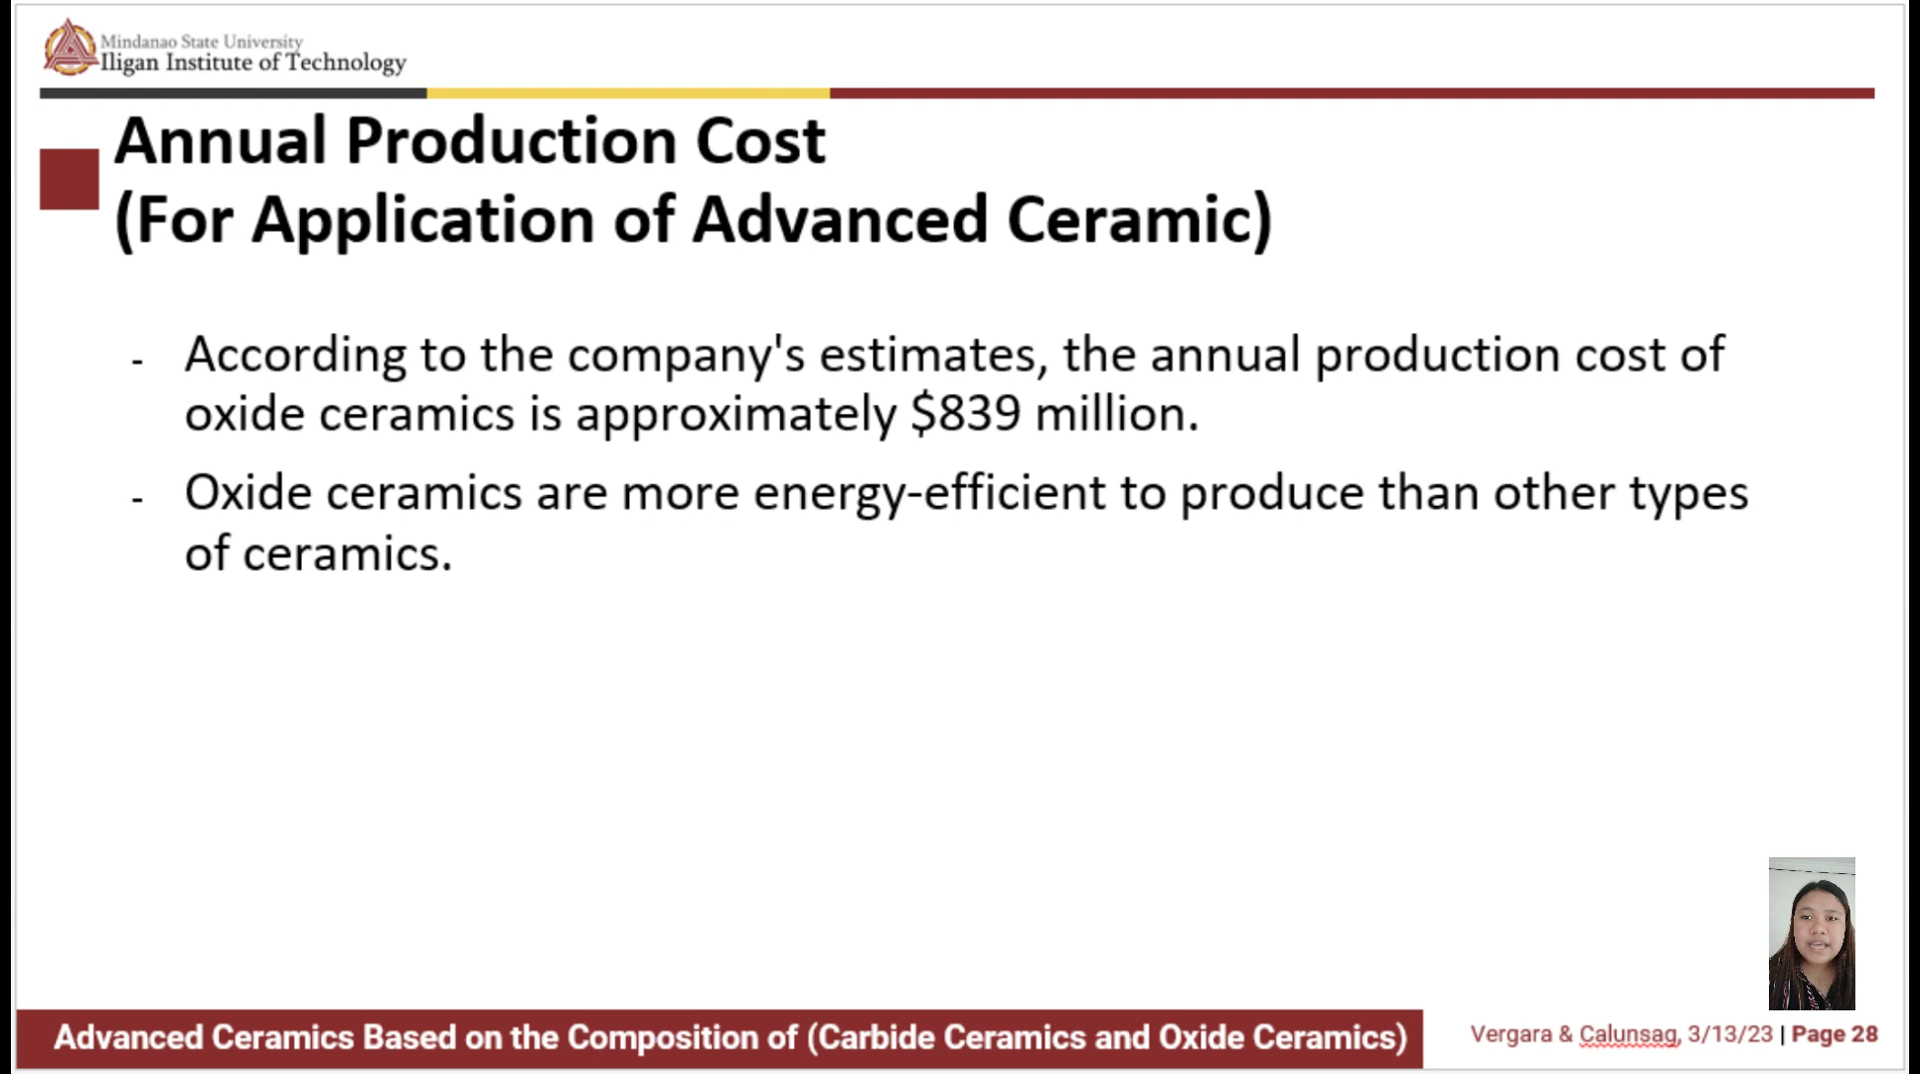 Mindanao State University
Iligan Institute of Technology
Annual Production Cost
(For Application of Advanced Ceramic)
- According to the company's estimates, the annual production cost of
oxide ceramics is approximately $839 million.
- Oxide ceramics are more energy-efficient to produce than other types
of ceramics.
Advanced Ceramics Based on the Composition of (Carbide Ceramics and Oxide Ceramics)
Vergara & Calunsag, 3/13/23 | Page 28